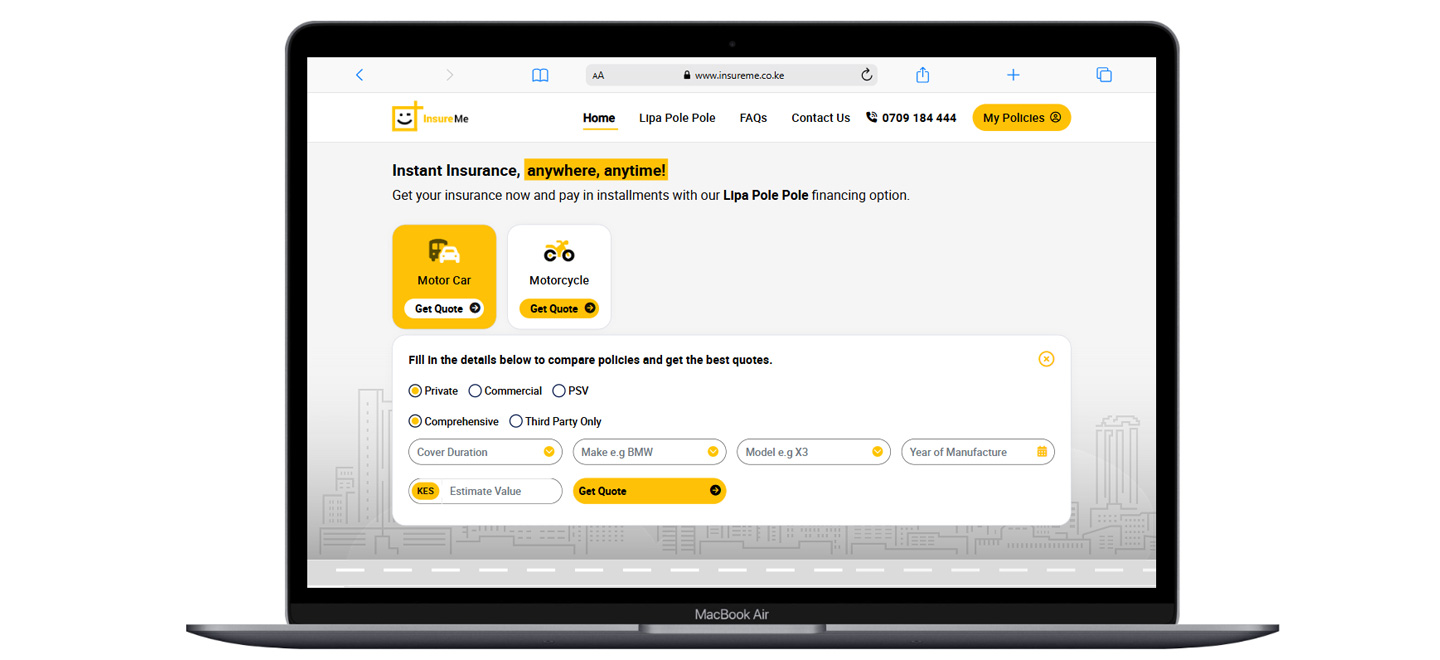 AA www.insureme.co.ke
InsureMe Home Lipa Pole Pole FAQs Contact Us 0709 184 444 My Policies
Instant Insurance, anywhere, anytime!
Get your insurance now and pay in installments with our Lipa Pole Pole financing option.
Motor Car Motorcycle
Get Quote Get Quote
Fill in the details below to compare policies and get the best quotes.
Private Commercial PSV
Comprehensive Third Party Only
Cover Duration Make e.g BMW Model e.g X3 Year of Manufacture
KES Estimate Value Get Quote
MacBook Air